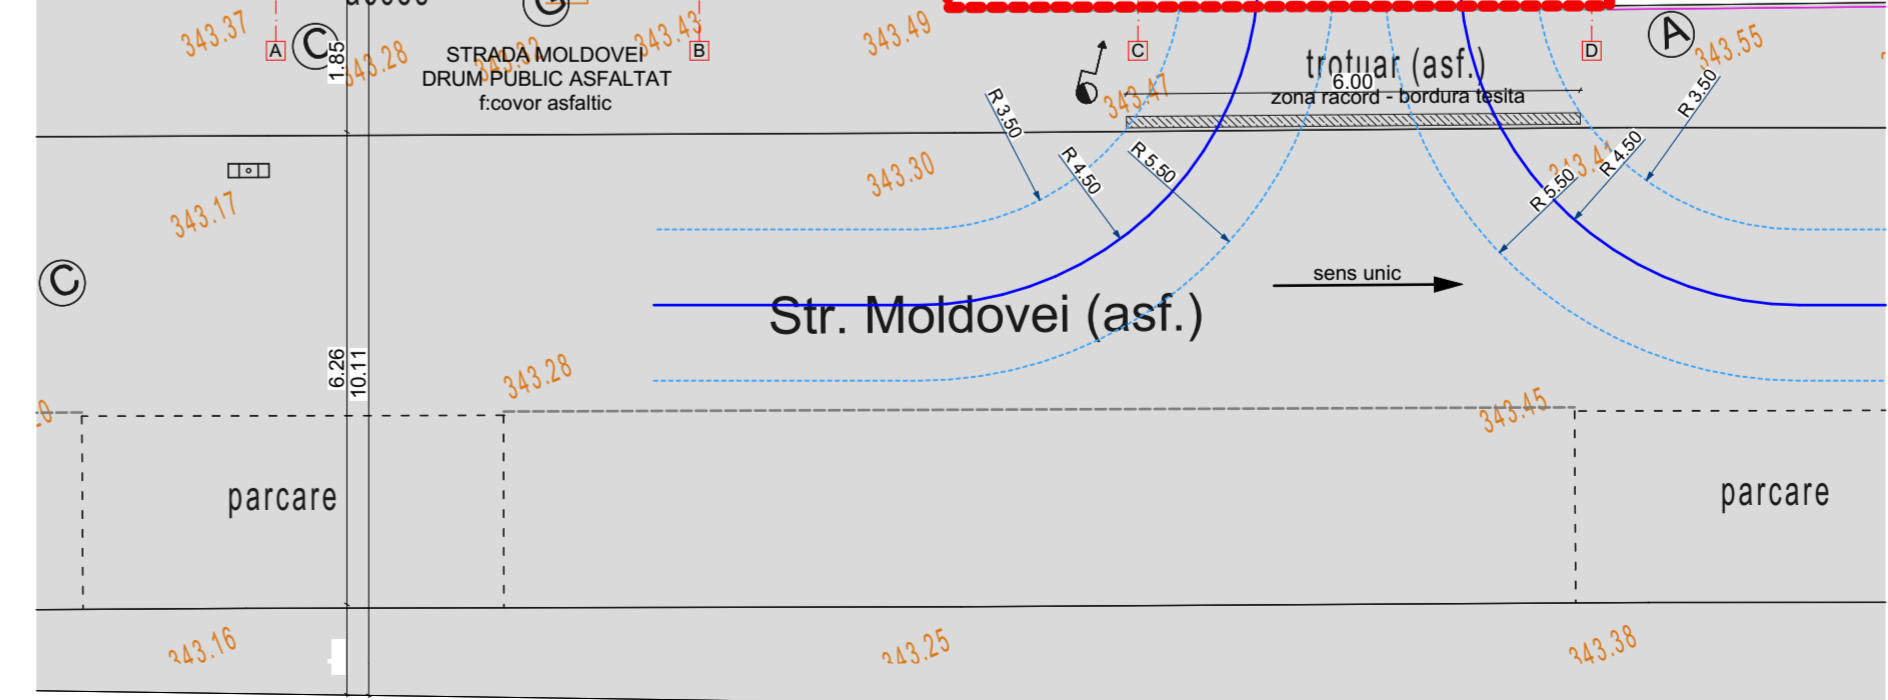 343.37
A
C
1.85
343.28
STRADA MOLDOVEI
DRUM PUBLIC ASFALTAT
f:covor asfaltic
343.32
343.43
B
343.49
C
343.47
trotuar (asf.)
6.00
zona racord - bordura tesita
D
A
343.55
R 3.50
R 4.50
R 5.50
R 5.50
R 4.50
R 3.50
343.17
343.30
C
sens unic
Str. Moldovei (asf.)
6.26
10.11
343.28
343.45
parcare
parcare
343.16
343.25
343.38